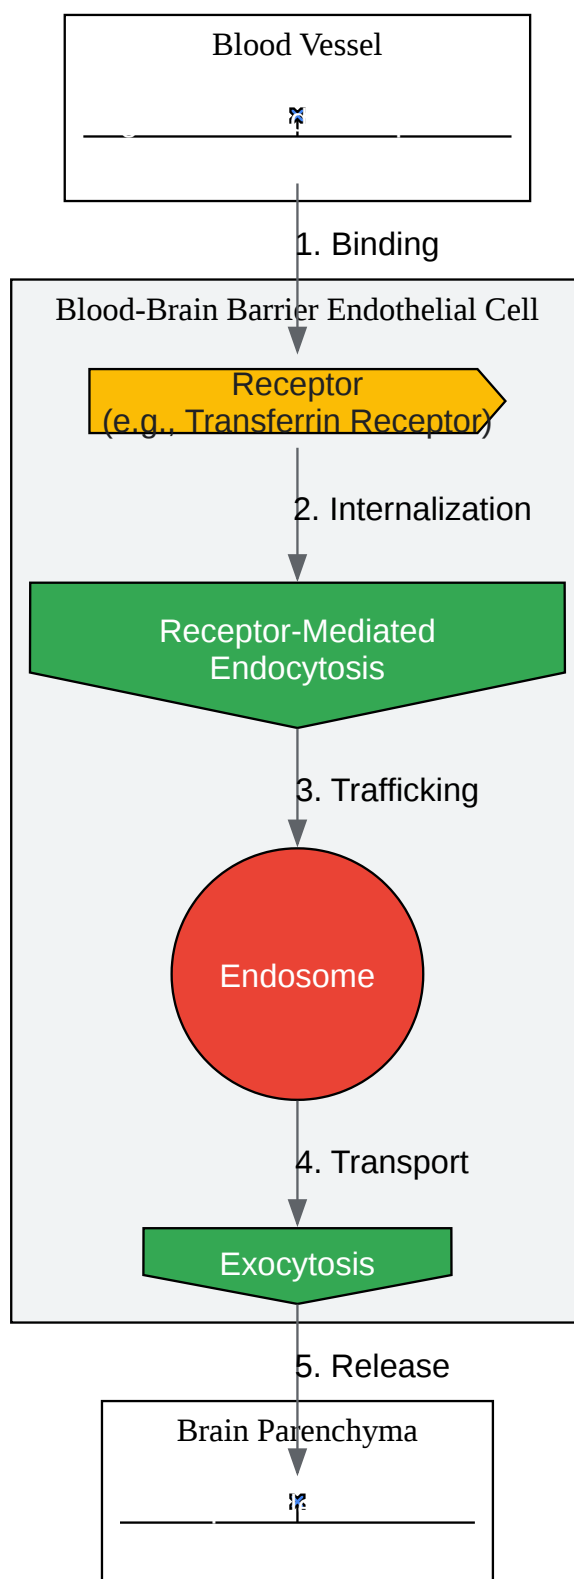 Blood Vessel
1. Binding
Blood-Brain Barrier Endothelial Cell
Receptor
(e.g., Transferrin Receptor)
2. Internalization
Receptor-Mediated
Endocytosis
3. Trafficking
Endosome
4. Transport
Exocytosis
5. Release
Brain Parenchyma